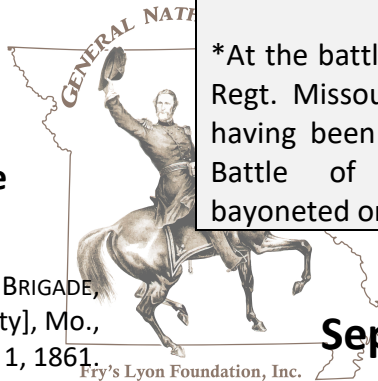 GENERAL NAT
*At the battl
Regt. Missou
having been
Battle of
bayoneted
e
BRIGADE,
ty], Mo.,
1, 1861.
Sep
Fry's Lyon Foundation, Inc.